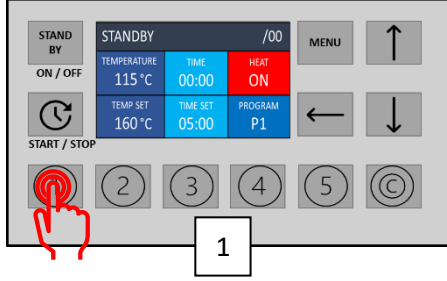 STAND
BY
ON / OFF
STANDBY /00
TEMPERATURE TIME HEAT
115 °C 00:00 ON
TEMP SET TIME SET PROGRAM
160 °C 05:00 P1
MENU
START / STOP
2 3 4 5 ©
1